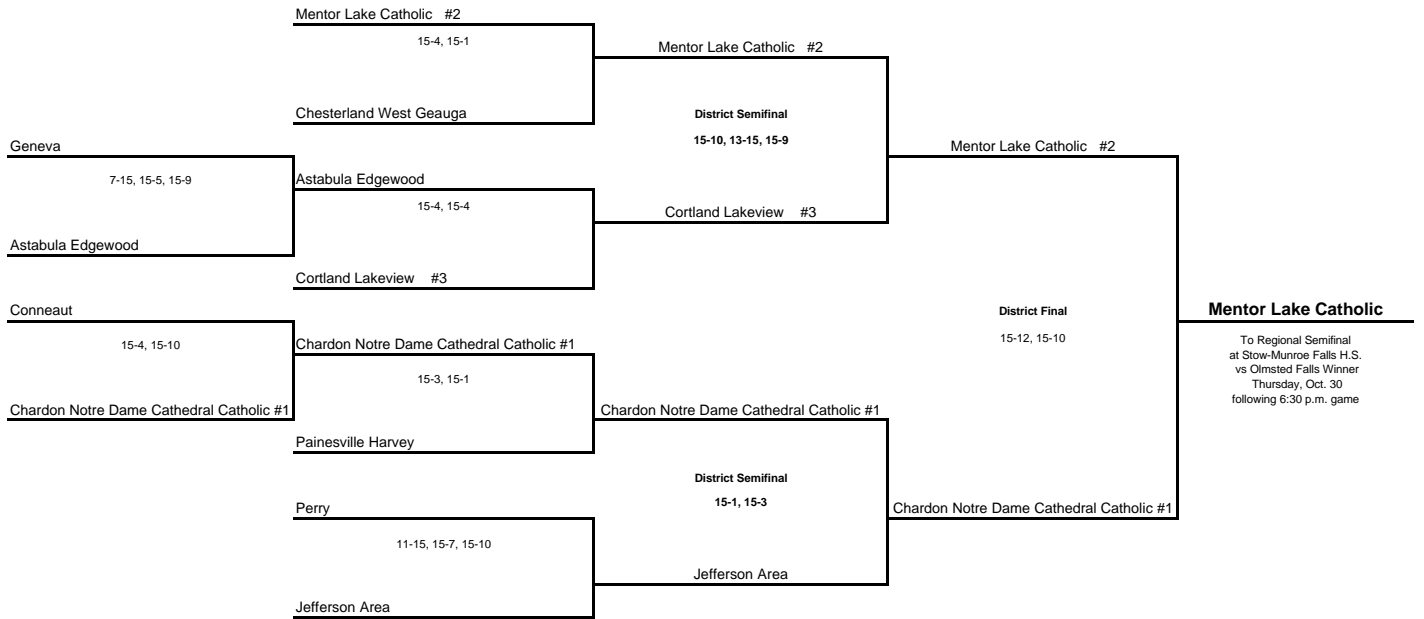 Mentor Lake Catholic #2
15-4, 15-1
Mentor Lake Catholic #2
Chesterland West Geauga
District Semifinal
15-10, 13-15, 15-9
Geneva
Mentor Lake Catholic #2
7-15, 15-5, 15-9
Astabula Edgewood
15-4, 15-4
Cortland Lakeview #3
Astabula Edgewood
Cortland Lakeview #3
Conneaut
District Final
Mentor Lake Catholic
15-4, 15-10
Chardon Notre Dame Cathedral Catholic #1
15-12, 15-10
To Regional Semifinal
at Stow-Munroe Falls H.S.
vs Olmsted Falls Winner
Thursday, Oct. 30
following 6:30 p.m. game
15-3, 15-1
Chardon Notre Dame Cathedral Catholic #1
Chardon Notre Dame Cathedral Catholic #1
Painesville Harvey
District Semifinal
15-1, 15-3
Perry
Chardon Notre Dame Cathedral Catholic #1
11-15, 15-7, 15-10
Jefferson Area
Jefferson Area